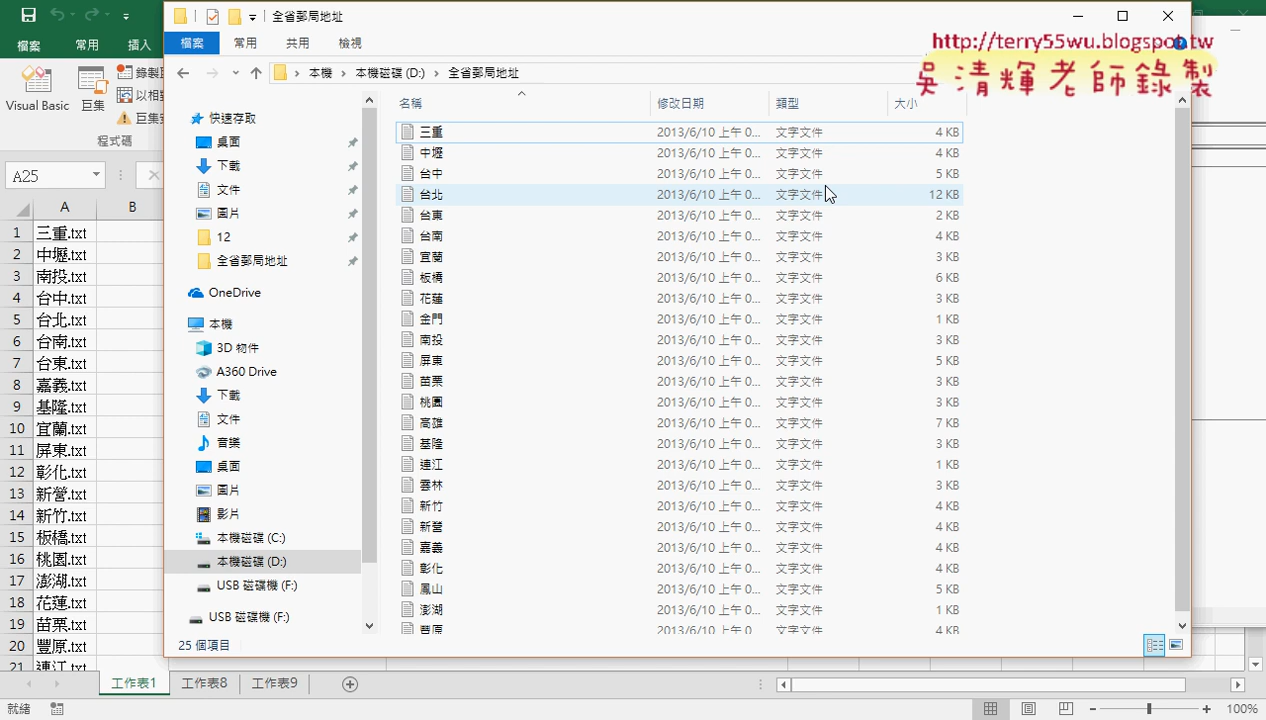 全省郵局地址
檔案 常用 插入
檔案 常用 共用 檢視
http://terry55wu.blogspot.tw
吳清輝老師錄製
本機 本機磁碟 (D:) 全省郵局地址
Visual Basic 巨集
程式碼
A25
A B
1 三重.txt
2 中壢.txt
3 南投.txt
4 台中.txt
5 台北.txt
6 台南.txt
7 台東.txt
8 嘉義.txt
9 基隆.txt
10 宜蘭.txt
11 屏東.txt
12 彰化.txt
13 新營.txt
14 新竹.txt
15 板橋.txt
16 桃園.txt
17 澎湖.txt
18 花蓮.txt
19 苗栗.txt
20 豐原.txt
21 連江.txt
快速存取
桌面
下載
文件
圖片
12
全省郵局地址
OneDrive
本機
3D 物件
A360 Drive
下載
文件
音樂
桌面
圖片
影片
本機磁碟 (C:)
本機磁碟 (D:)
USB 磁碟機 (F:)
USB 磁碟機 (F:)
名稱 修改日期 類型 大小
三重 2013/6/10 上午 0... 文字文件 4 KB
中壢 2013/6/10 上午 0... 文字文件 4 KB
台中 2013/6/10 上午 0... 文字文件 5 KB
台北 2013/6/10 上午 0... 文字文件 12 KB
台東 2013/6/10 上午 0... 文字文件 2 KB
台南 2013/6/10 上午 0... 文字文件 4 KB
宜蘭 2013/6/10 上午 0... 文字文件 3 KB
板橋 2013/6/10 上午 0... 文字文件 6 KB
花蓮 2013/6/10 上午 0... 文字文件 3 KB
金門 2013/6/10 上午 0... 文字文件 1 KB
南投 2013/6/10 上午 0... 文字文件 3 KB
屏東 2013/6/10 上午 0... 文字文件 5 KB
苗栗 2013/6/10 上午 0... 文字文件 3 KB
桃園 2013/6/10 上午 0... 文字文件 3 KB
高雄 2013/6/10 上午 0... 文字文件 7 KB
基隆 2013/6/10 上午 0... 文字文件 3 KB
連江 2013/6/10 上午 0... 文字文件 1 KB
雲林 2013/6/10 上午 0... 文字文件 3 KB
新竹 2013/6/10 上午 0... 文字文件 4 KB
新營 2013/6/10 上午 0... 文字文件 4 KB
嘉義 2013/6/10 上午 0... 文字文件 4 KB
彰化 2013/6/10 上午 0... 文字文件 4 KB
鳳山 2013/6/10 上午 0... 文字文件 5 KB
澎湖 2013/6/10 上午 0... 文字文件 1 KB
豐原 2013/6/10 上午 0 文字文件 4 KB
25 個項目
工作表1 工作表8 工作表9
就緒 100%